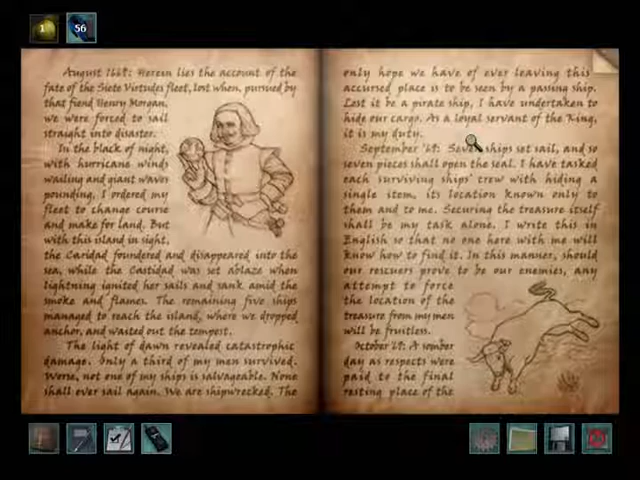 1
56
August 1669: Herein lies the account of the
fate of the Siete Virtudes fleet, lost when, pursued by
that fiend Henry Morgan,
we were forced to sail
straight into disaster.
In the black of night,
with hurricane winds
wailing and giant waves
pounding, I ordered my
fleet to change course
and make for land. But
with this island in sight,
the Caridad foundered and disappeared into the
sea, while the Castidad was set ablaze when
lightning ignited her sails and sank amid the
smoke and flames. The remaining five ships
managed to reach the island, where we dropped
anchor, and waited out the tempest.
The light of dawn revealed catastrophic
damage. Only a third of my men survived.
Worse, not one of my ships is salvageable. None
shall ever sail again. We are shipwrecked. The
only hope we have of ever leaving this
accursed place is to be seen by a passing ship.
Lest it be a pirate ship, I have undertaken to
hide our cargo. As a loyal servant of the King,
it is my duty.
September '69: Seven ships set sail, and so
seven pieces shall open the seal. I have tasked
each surviving ships' crew with hiding a
single item, its location known only to
them and to me. Securing the treasure itself
shall be my task alone. I write this in
English so that no one here with me will
know how to find it. In this manner, should
our rescuers prove to be our enemies, any
attempt to force
the location of the
treasure from my men
will be fruitless.
October '69: A somber
day as respects were
paid to the final
resting place of the